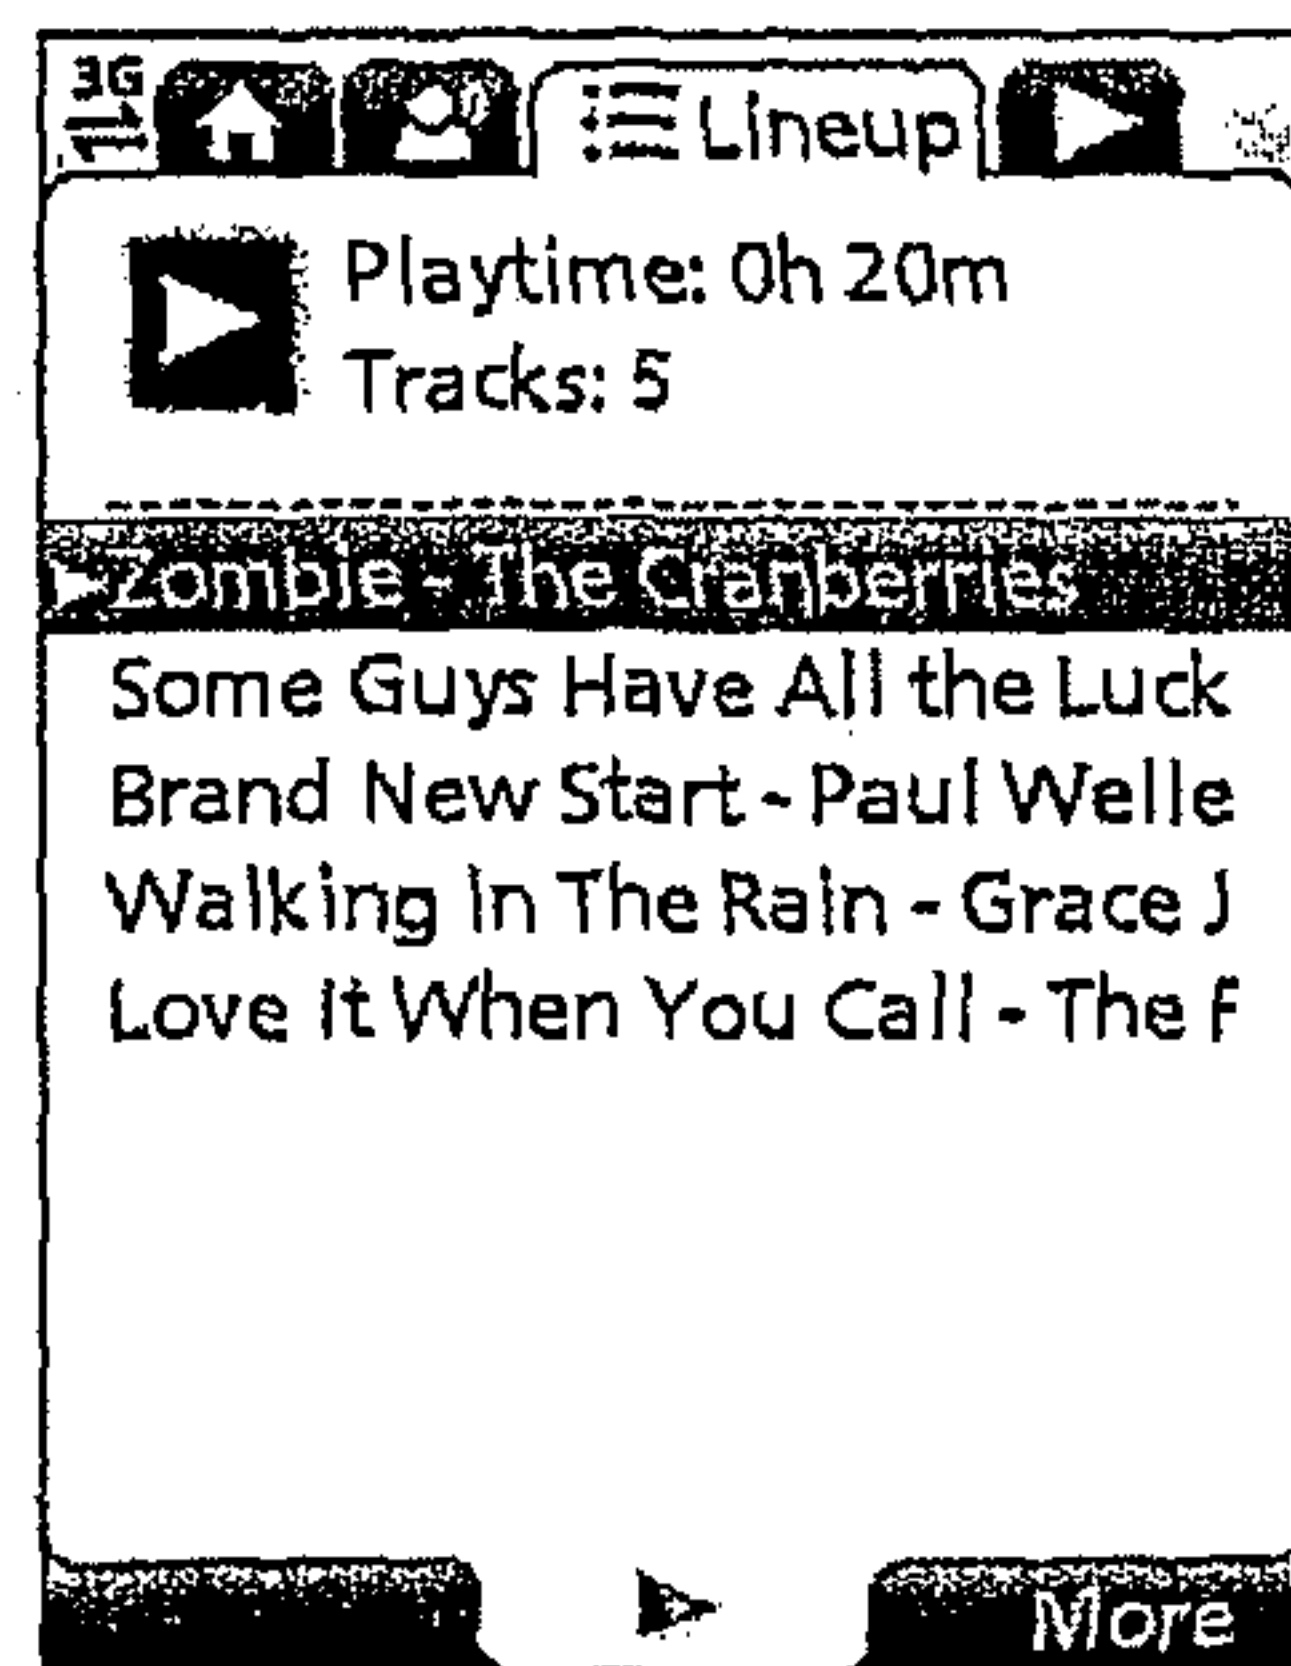 3G
Lineup
Playtime: 0h 20m
Tracks: 5
Zombie - The Cranberries
Some Guys Have All the Luck
Brand New Start - Paul Welle
Walking In The Rain - Grace J
Love It When You Call - The F
More